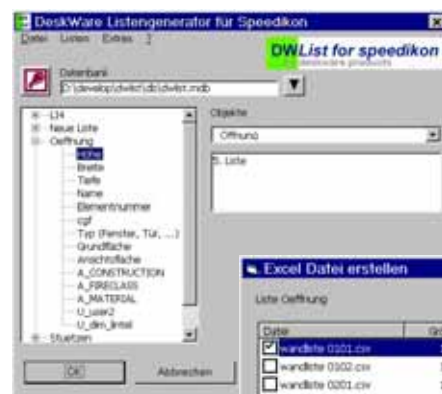 DeskWare Listengenerator für Speedikon
Datei Listen Extras ?
DWList for speedikon
deskware products
Datenbank
D:\develop\dwlist\db\dwlist.mdb
Objekte
LI4
Neue Liste
Oeffnung
Höhe
Breite
Tiefe
Name
Elementnummer
cgf
Typ (Fenster, Tür, ...)
Grundfläche
Ansichtsfläche
A_CONSTRUCTION
A_FIRECLASS
A_MATERIAL
U_user2
U_dim_lintel
Stuetzen
Öffnung
5. Liste
OK
Abbrechen
Excel Datei erstellen
Liste Oeffnung
Datei
wandliste 0101.csv
wandliste 0102.csv
wandliste 0201.csv